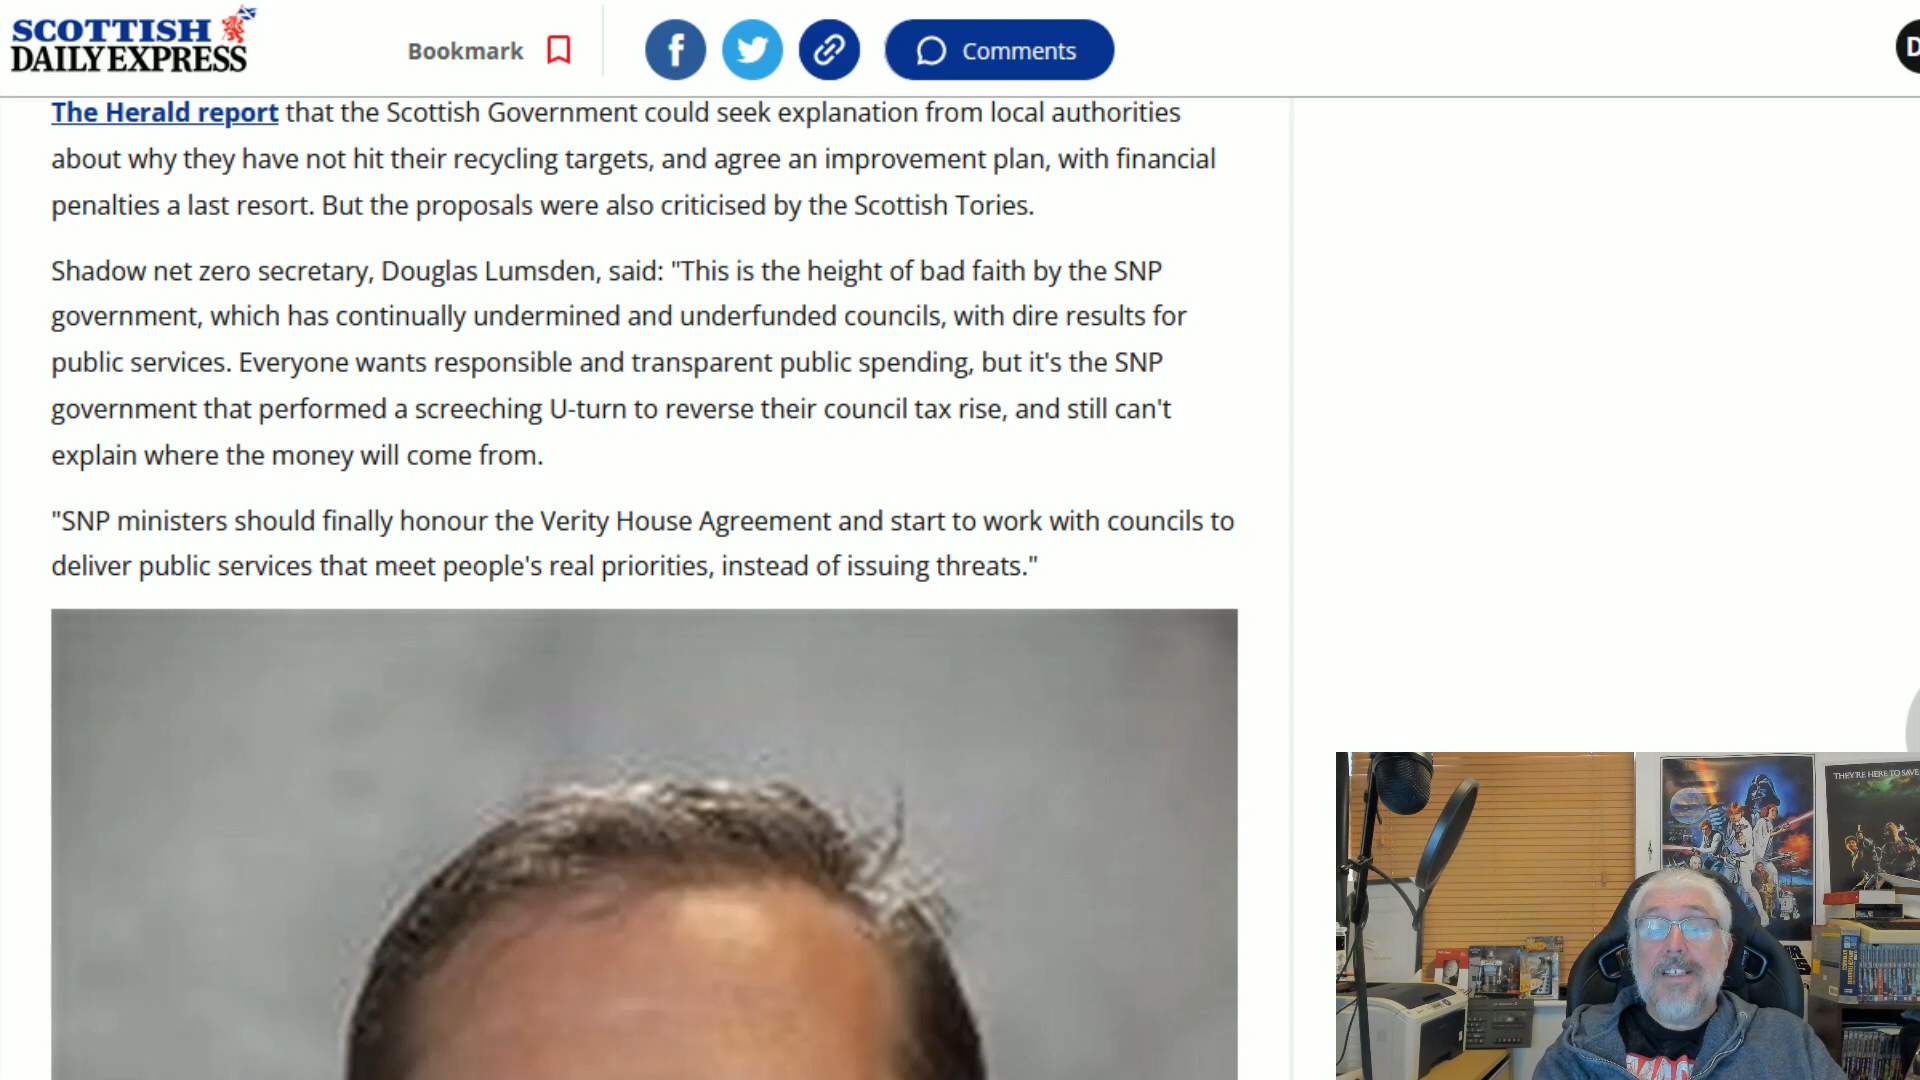 SCOTTISH
DAILY EXPRESS
Bookmark
Comments
D
The Herald report that the Scottish Government could seek explanation from local authorities
about why they have not hit their recycling targets, and agree an improvement plan, with financial
penalties a last resort. But the proposals were also criticised by the Scottish Tories.
Shadow net zero secretary, Douglas Lumsden, said: "This is the height of bad faith by the SNP
government, which has continually undermined and underfunded councils, with dire results for
public services. Everyone wants responsible and transparent public spending, but it's the SNP
government that performed a screeching U-turn to reverse their council tax rise, and still can't
explain where the money will come from.
"SNP ministers should finally honour the Verity House Agreement and start to work with councils to
deliver public services that meet people's real priorities, instead of issuing threats."
THEY'RE HERE TO SAVE